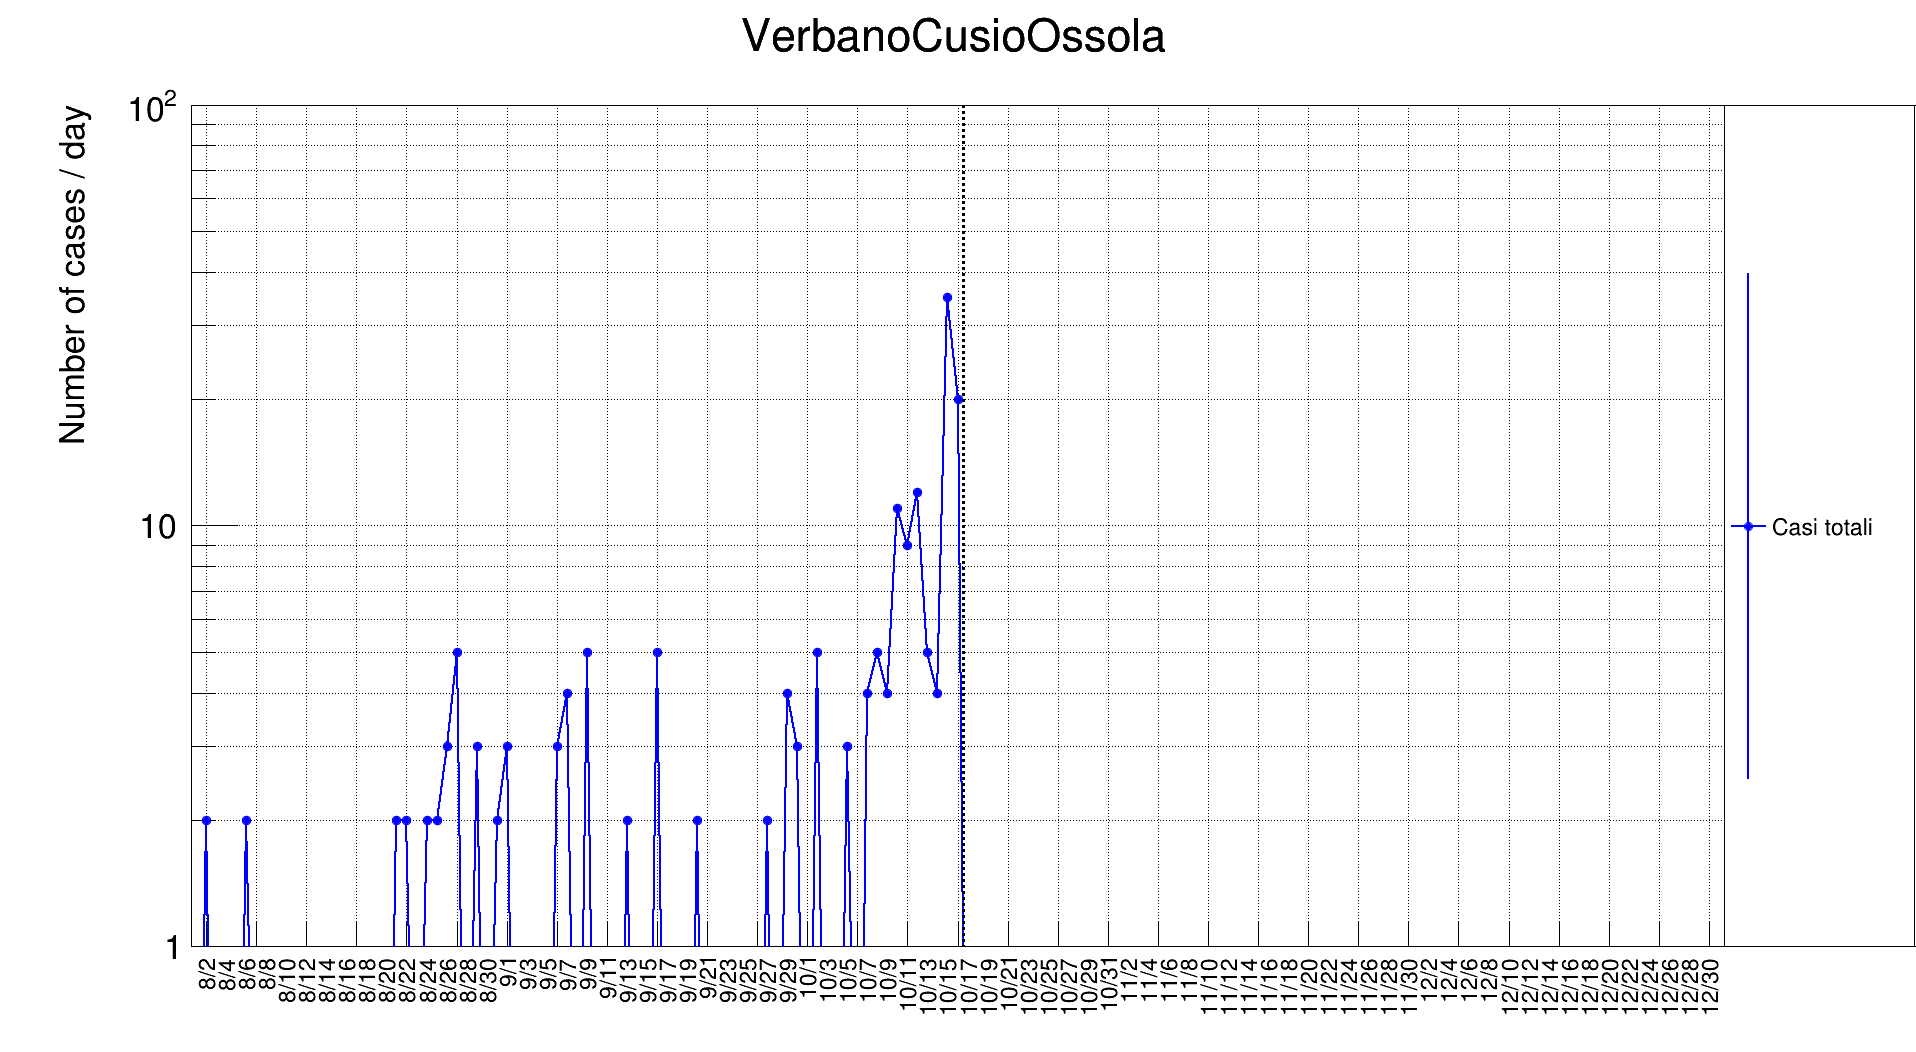 VerbanoCusioOssola
Number of cases / day
10²
10
1
8/2 8/4 8/6 8/8 8/10 8/12 8/14 8/16 8/18 8/20 8/22 8/24 8/26 8/28 8/30 9/1 9/3 9/5 9/7 9/9 9/11 9/13 9/15 9/17 9/19 9/21 9/23 9/25 9/27 9/29 10/1 10/3 10/5 10/7 10/9 10/11 10/13 10/15 10/17 10/19 10/21 10/23 10/25 10/27 10/29 10/31 11/2 11/4 11/6 11/8 11/10 11/12 11/14 11/16 11/18 11/20 11/22 11/24 11/26 11/28 11/30 12/2 12/4 12/6 12/8 12/10 12/12 12/14 12/16 12/18 12/20 12/22 12/24 12/26 12/28 12/30
Casi totali